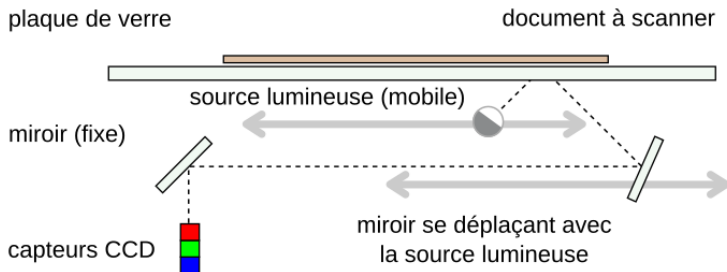 plaque de verre
document à scanner
source lumineuse (mobile)
miroir (fixe)
miroir se déplaçant avec
la source lumineuse
capteurs CCD